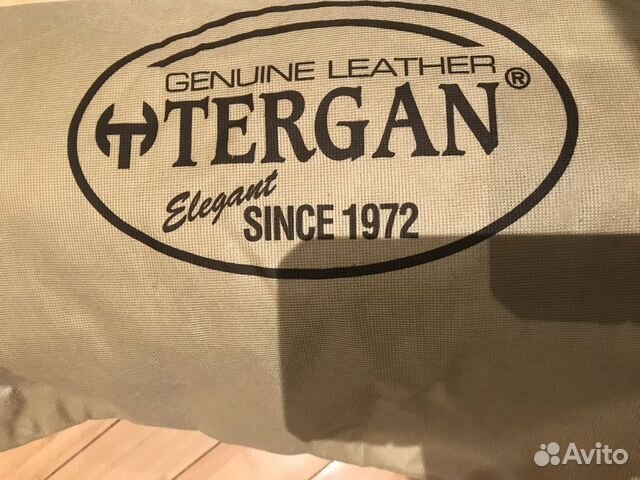 GENUINE LEATHER
TERGAN®
Elegant
SINCE 1972
Avito